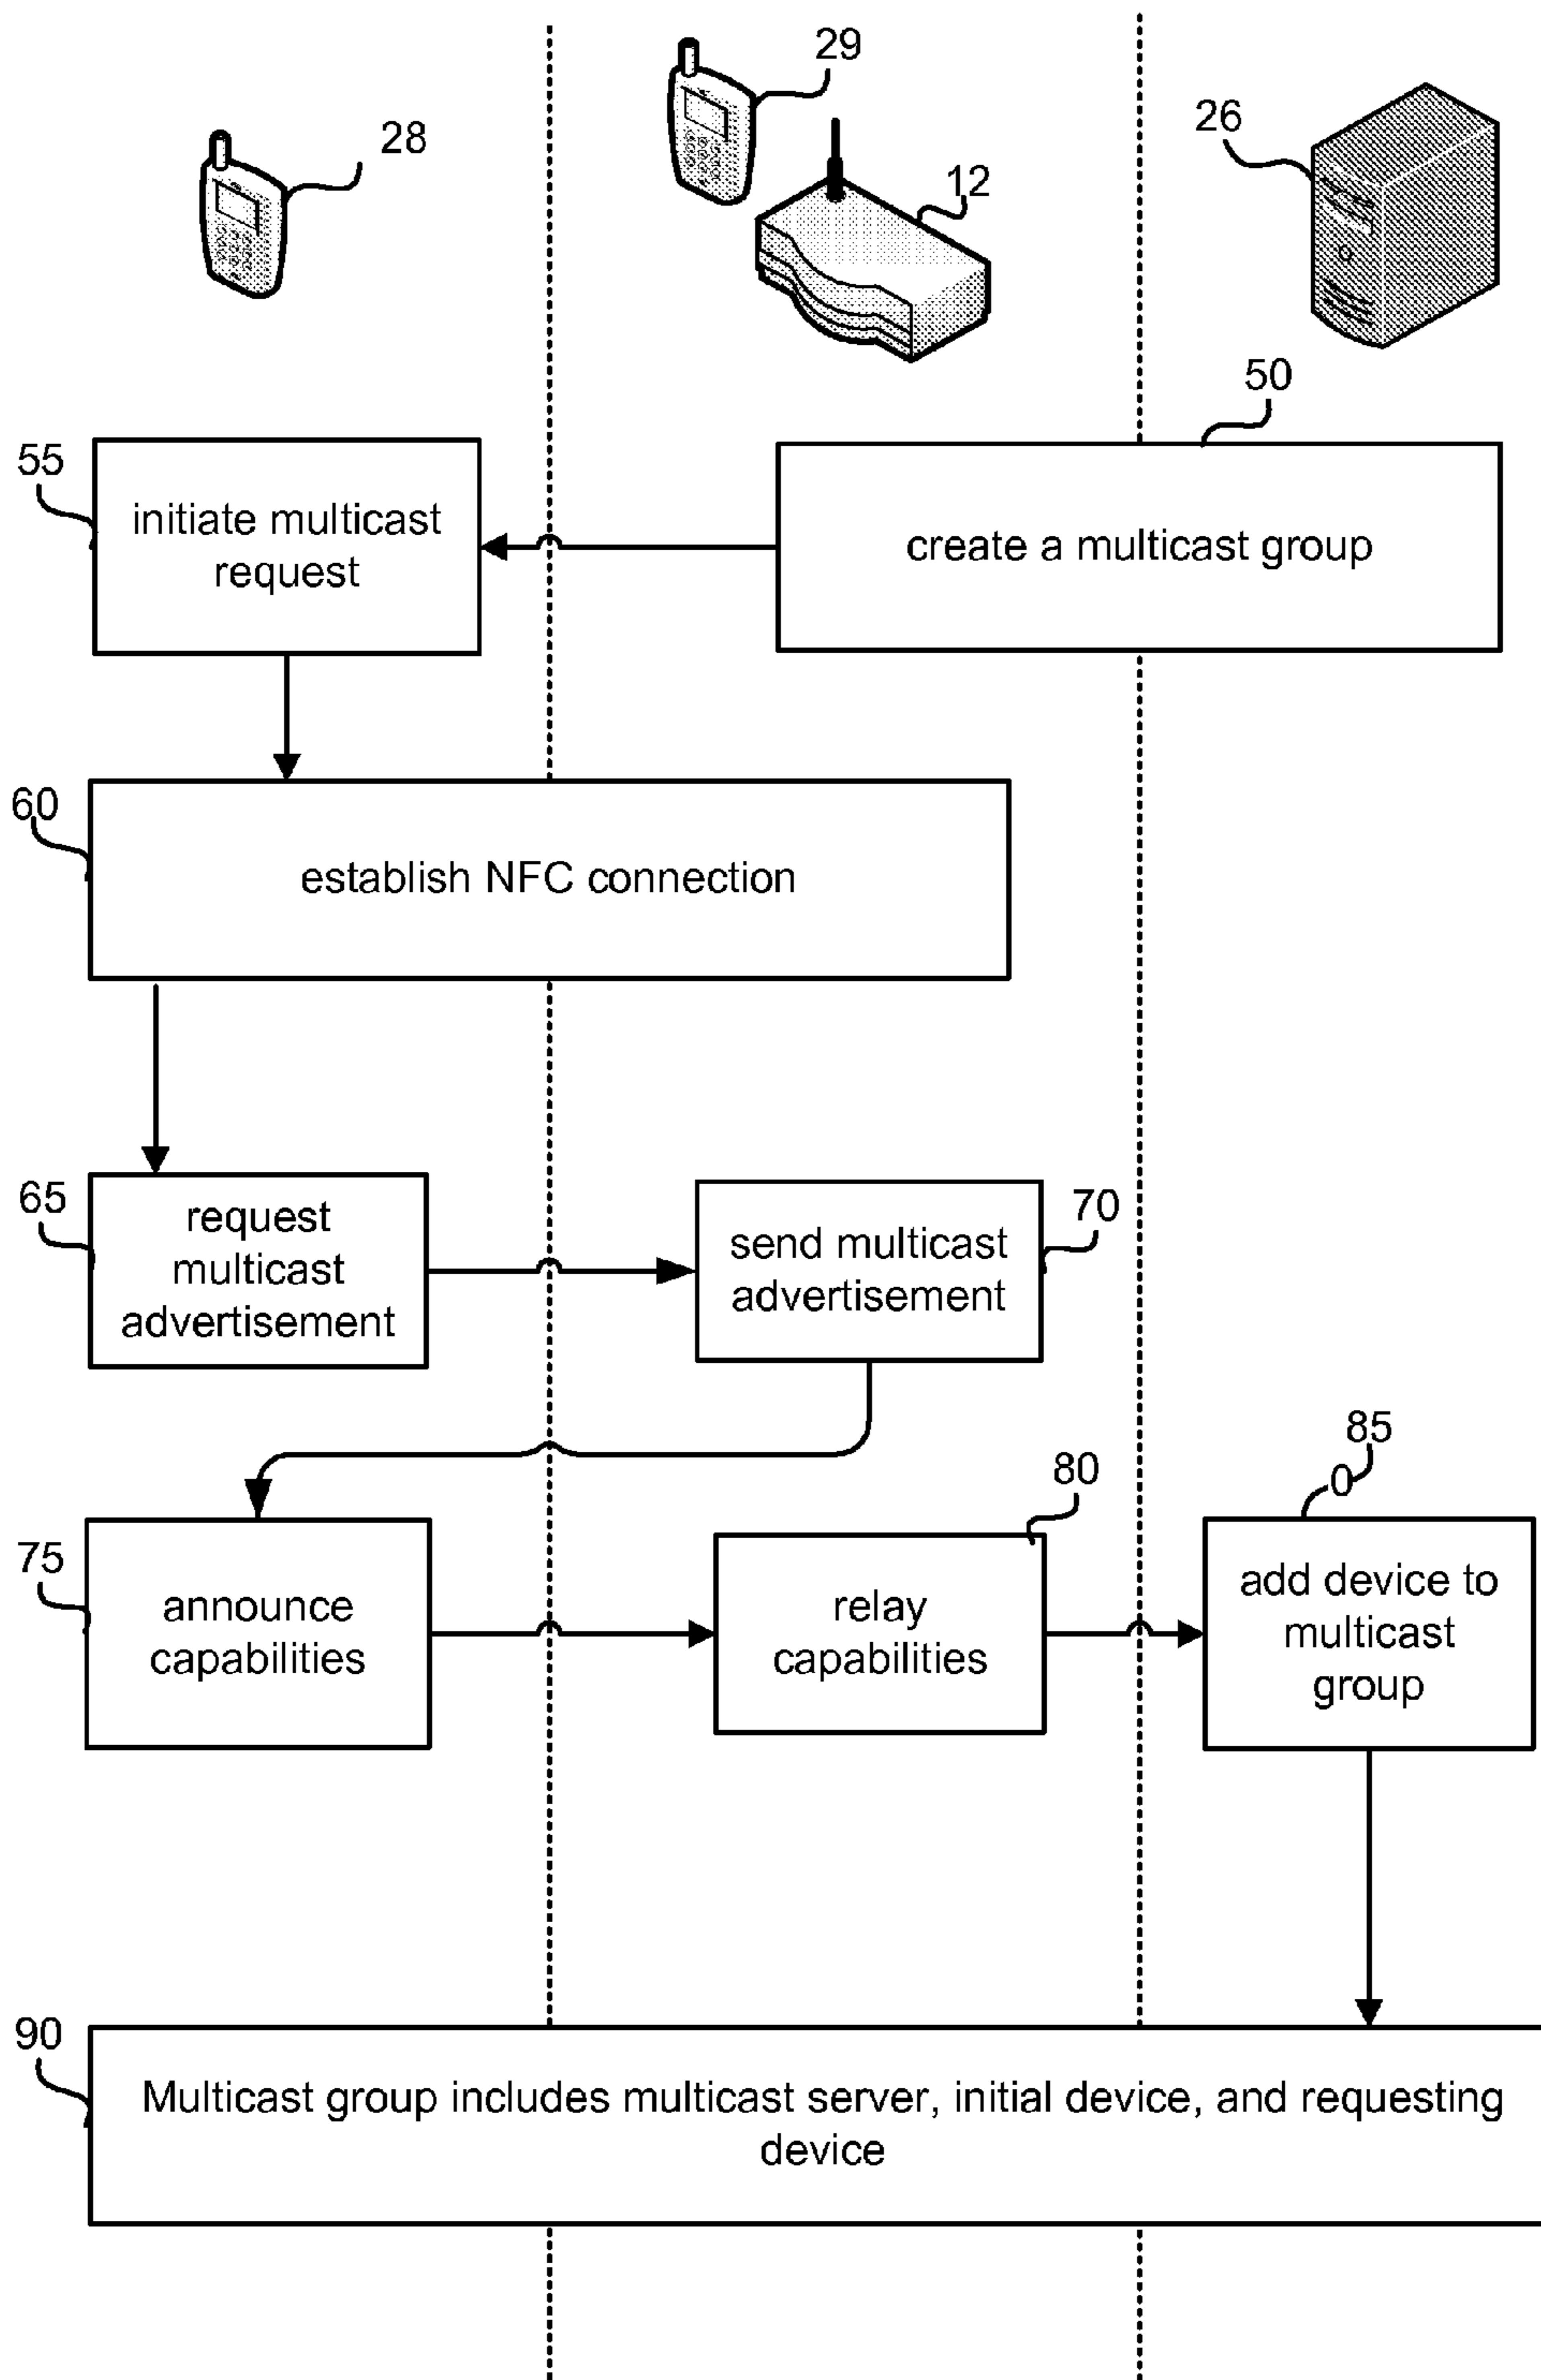 29
28
26
12
50
55
initiate multicast
request
create a multicast group
60
establish NFC connection
65
request
multicast
advertisement
70
send multicast
advertisement
85
0
80
75
announce
capabilities
relay
capabilities
add device to
multicast
group
90
Multicast group includes multicast server, initial device, and requesting
device